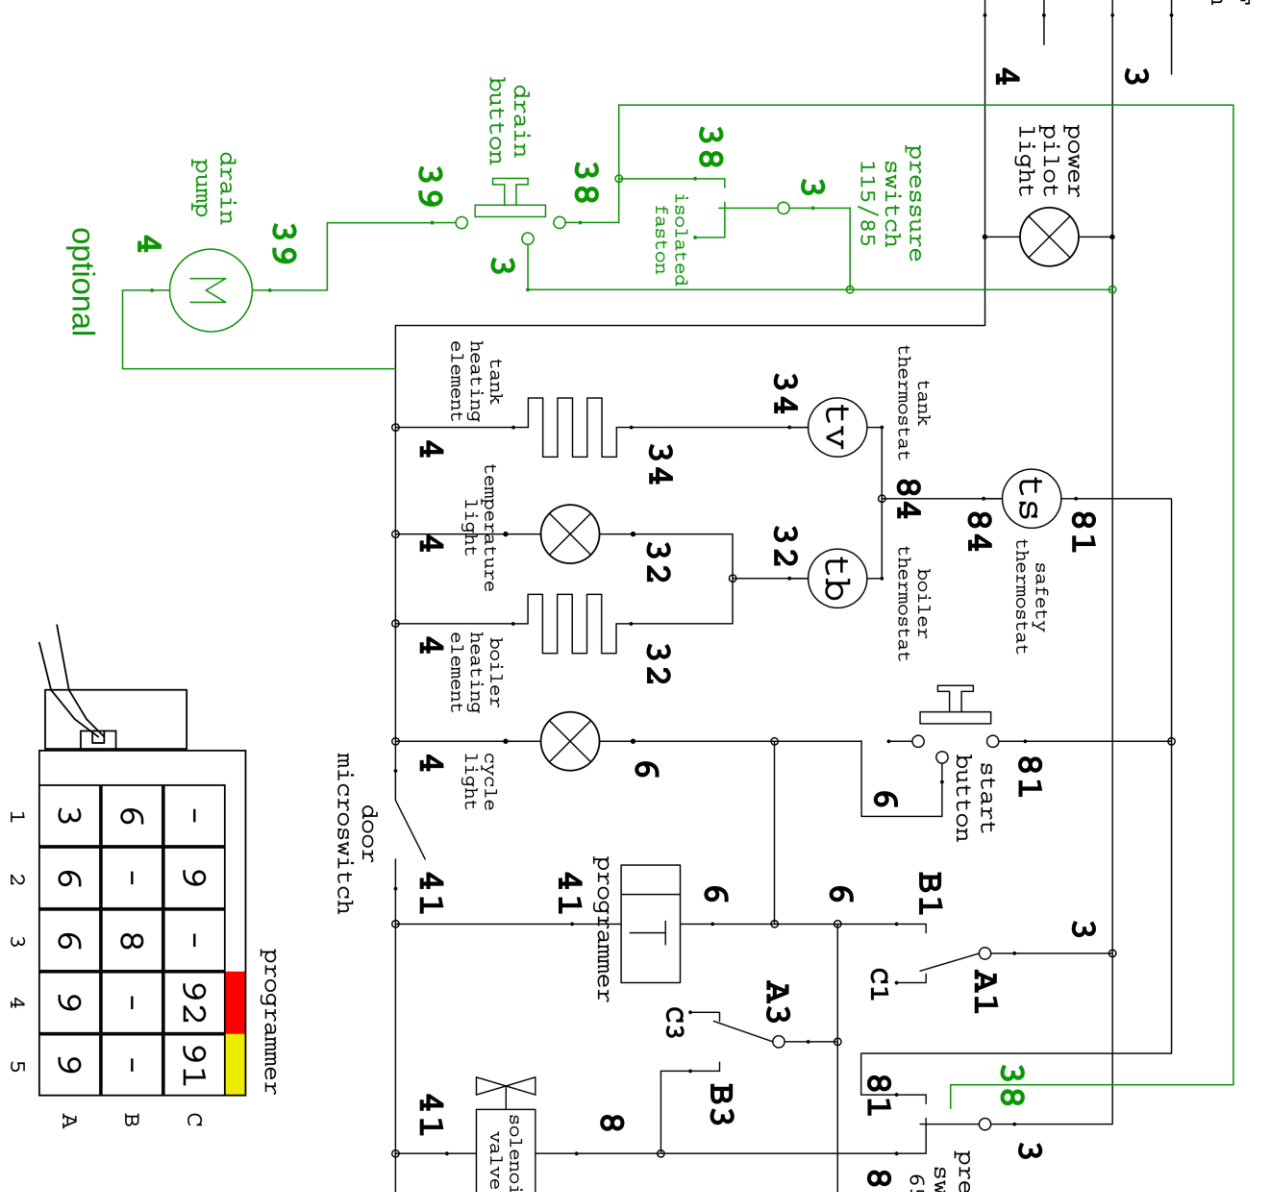 4
3
power
pilot
light
pressure
switch
115/85
3
38
isolated
faston
38
drain
button
39
3
drain
pump
39
4
optional
tank
thermostat
34
tv
34
tank
heating
element
4
81
ts
84
84
safety
thermostat
32
tb
boiler
thermostat
32
temperature
light
4
32
boiler
heating
element
4
start
button
81
6
6
cycle
light
4
door
microswitch
41
41
programmer
6
6
B1
3
A1
C1
A3
C3
B3
38
81
3
8
8
solenoi
valve
41
pre
sw
programmer
- 9 - 92 91 C
6 - 8 - - B
3 6 6 9 9 A
1 2 3 4 5